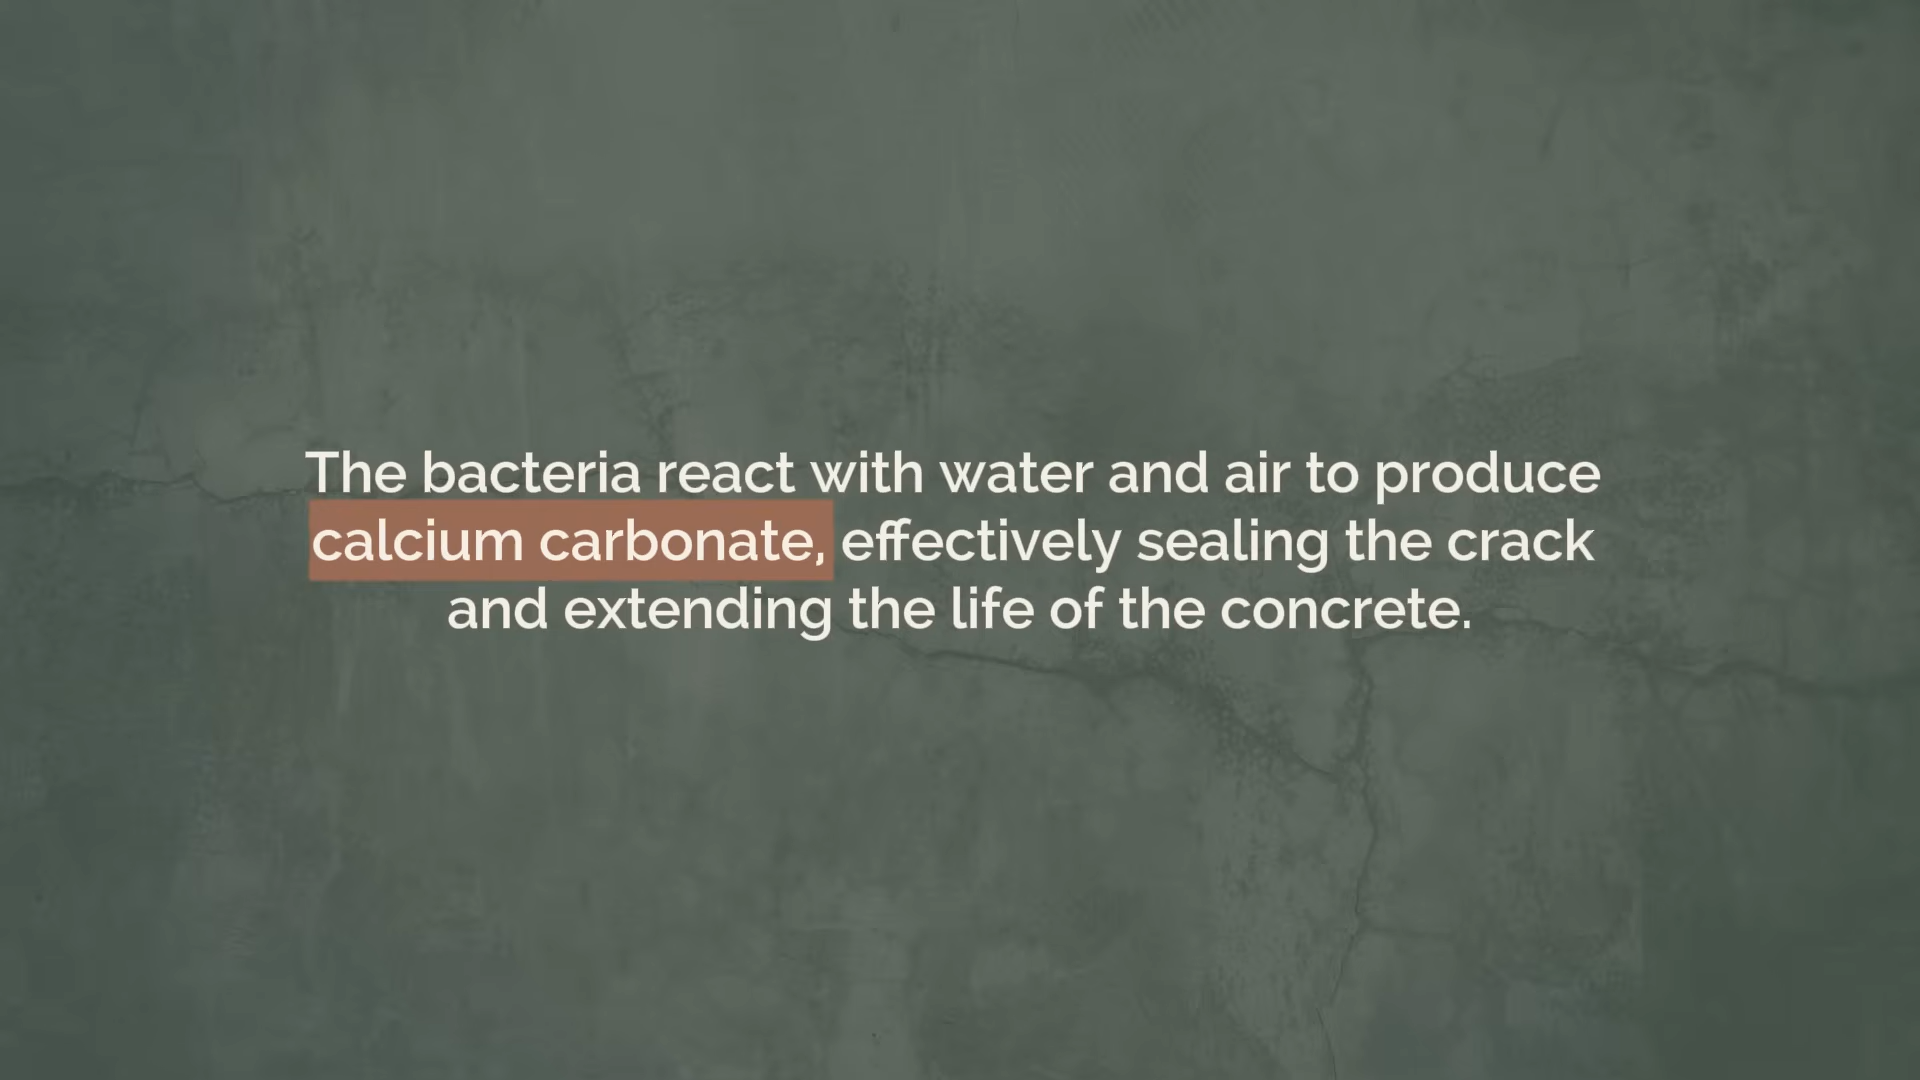 The bacteria react with water and air to produce
calcium carbonate, effectively sealing the crack
and extending the life of the concrete.